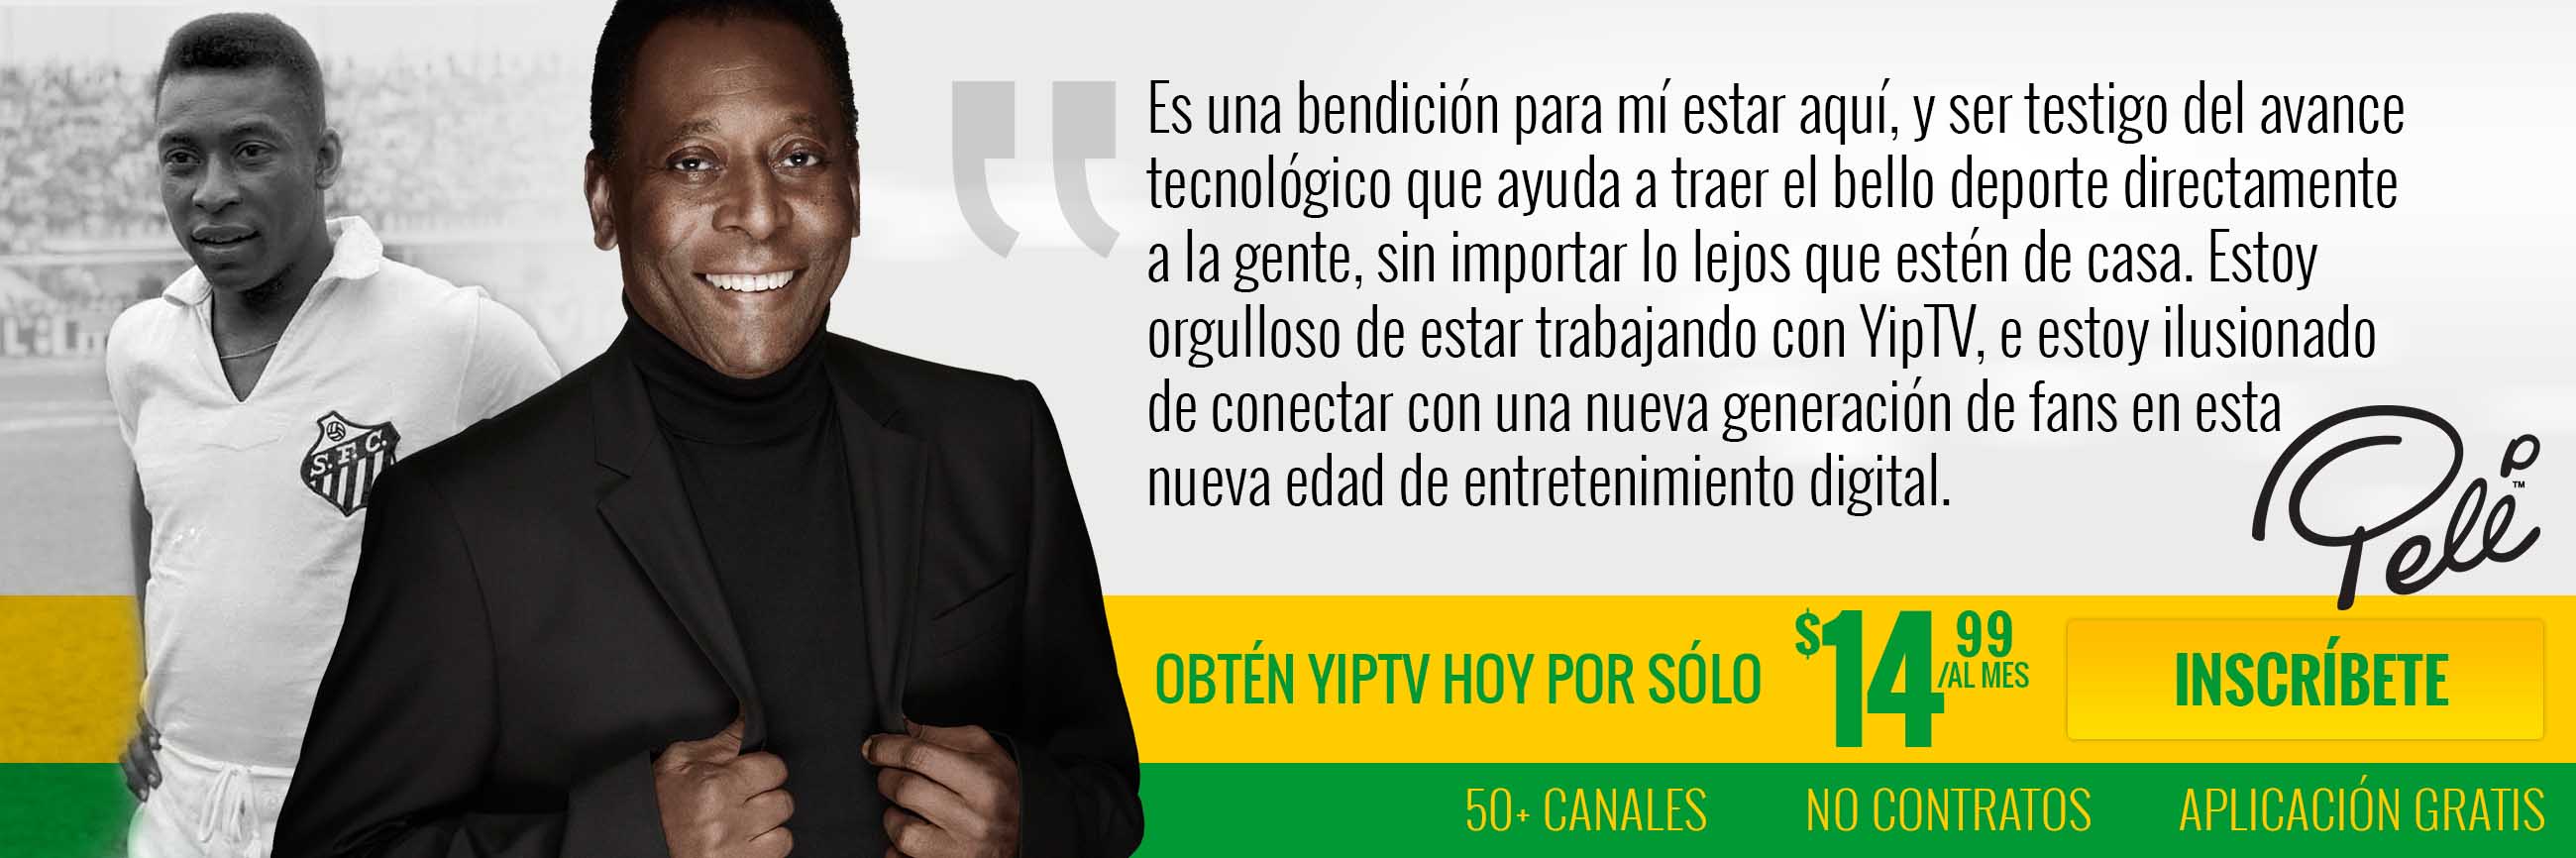 Es una bendición para mí estar aquí, y ser testigo del avance
tecnológico que ayuda a traer el bello deporte directamente
a la gente, sin importar lo lejos que estén de casa. Estoy
orgulloso de estar trabajando con YipTV, e estoy ilusionado
de conectar con una nueva generación de fans en esta
nueva edad de entretenimiento digital.
Pelé™
S.F.C.
OBTÉN YIPTV HOY POR SÓLO $14 99 /AL MES INSCRÍBETE
50+ CANALES NO CONTRATOS APLICACIÓN GRATIS